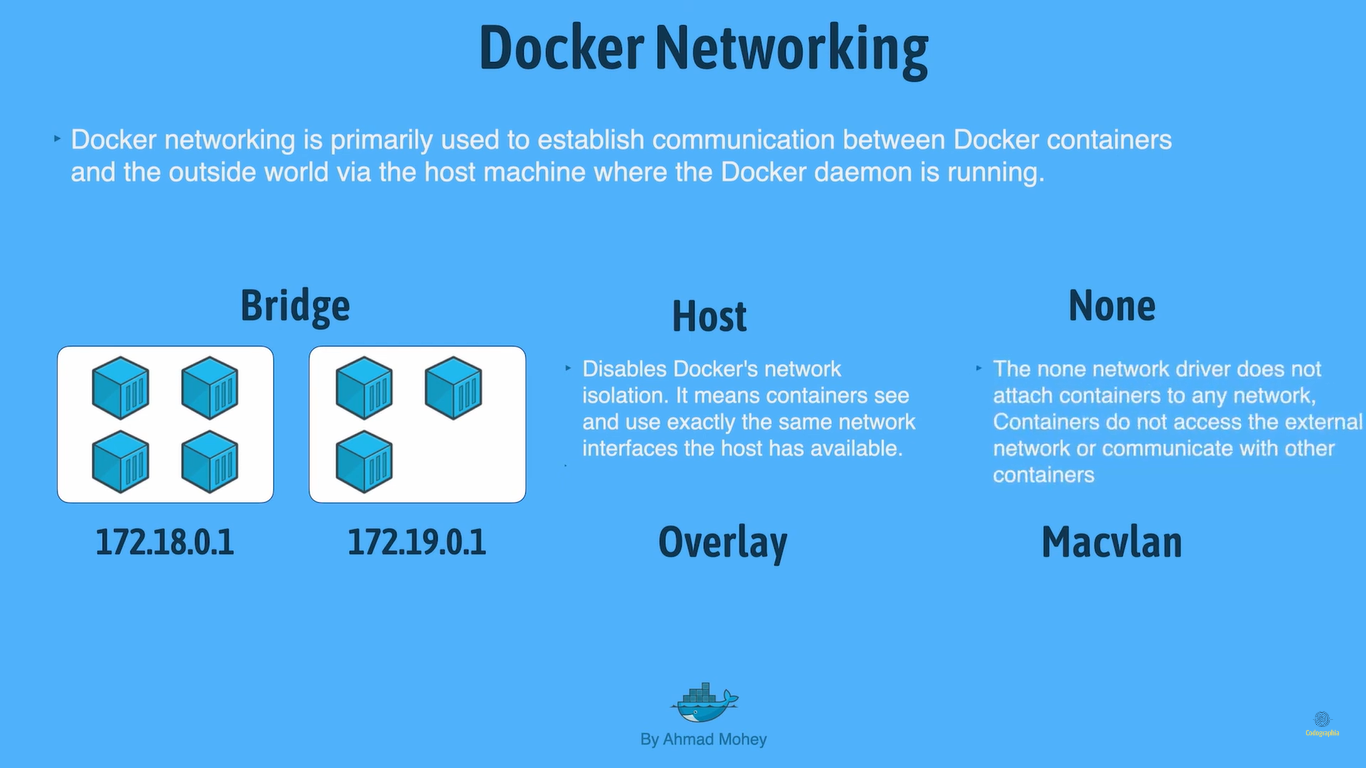 Docker Networking
‣ Docker networking is primarily used to establish communication between Docker containers
and the outside world via the host machine where the Docker daemon is running.
Bridge
172.18.0.1
172.19.0.1
Host
‣ Disables Docker's network
isolation. It means containers see
and use exactly the same network
interfaces the host has available.
None
‣ The none network driver does not
attach containers to any network,
Containers do not access the external
network or communicate with other
containers
Overlay
Macvlan
By Ahmad Mohey
Codographia